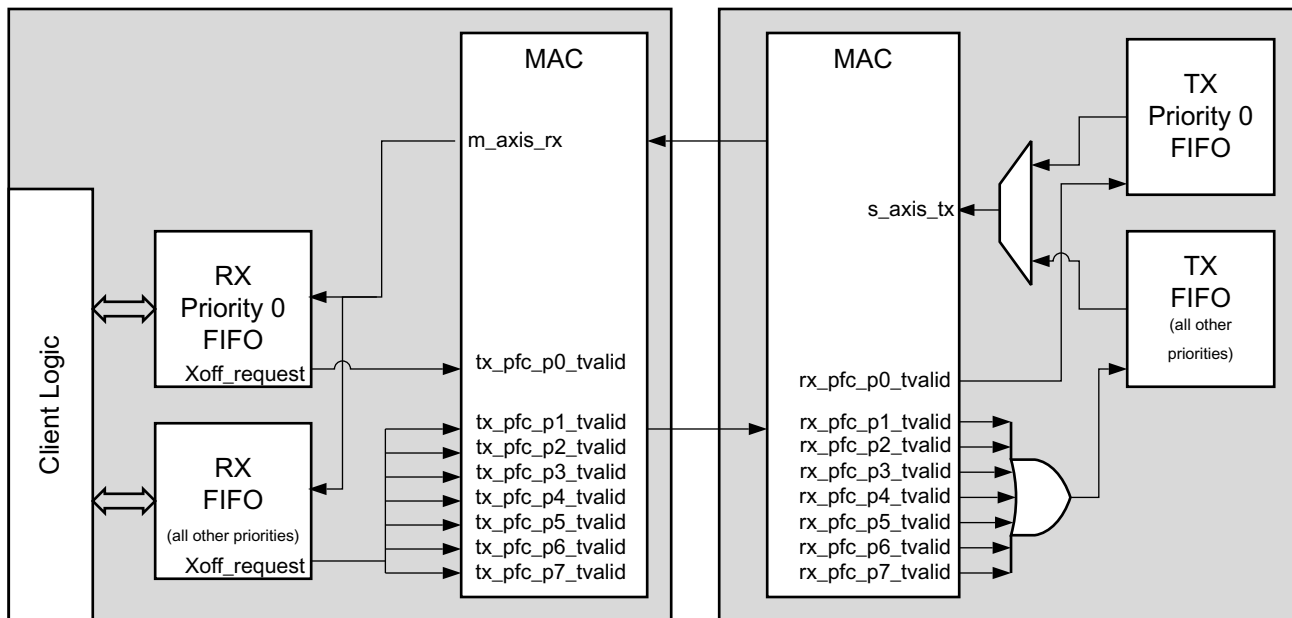 Client Logic
RX
Priority 0
FIFO
Xoff_request
RX
FIFO
(all other priorities)
Xoff_request
MAC
m_axis_rx
tx_pfc_p0_tvalid
tx_pfc_p1_tvalid
tx_pfc_p2_tvalid
tx_pfc_p3_tvalid
tx_pfc_p4_tvalid
tx_pfc_p5_tvalid
tx_pfc_p6_tvalid
tx_pfc_p7_tvalid
MAC
s_axis_tx
rx_pfc_p0_tvalid
rx_pfc_p1_tvalid
rx_pfc_p2_tvalid
rx_pfc_p3_tvalid
rx_pfc_p4_tvalid
rx_pfc_p5_tvalid
rx_pfc_p6_tvalid
rx_pfc_p7_tvalid
TX
Priority 0
FIFO
TX
FIFO
(all other
priorities)